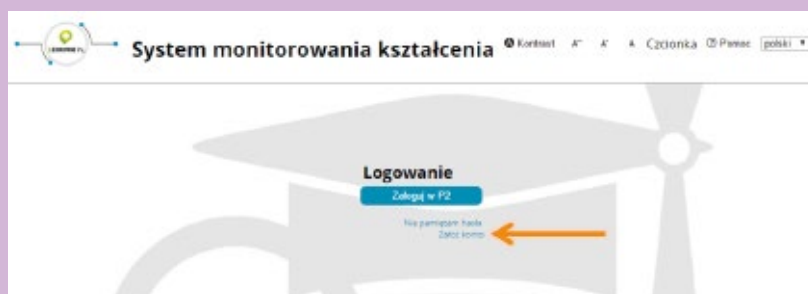 System monitorowania kształcenia Kontrast A A A Czcionka Pomoc polski
Logowanie
Zaloguj w P2
Nie pamiętam hasła
Załóż konto